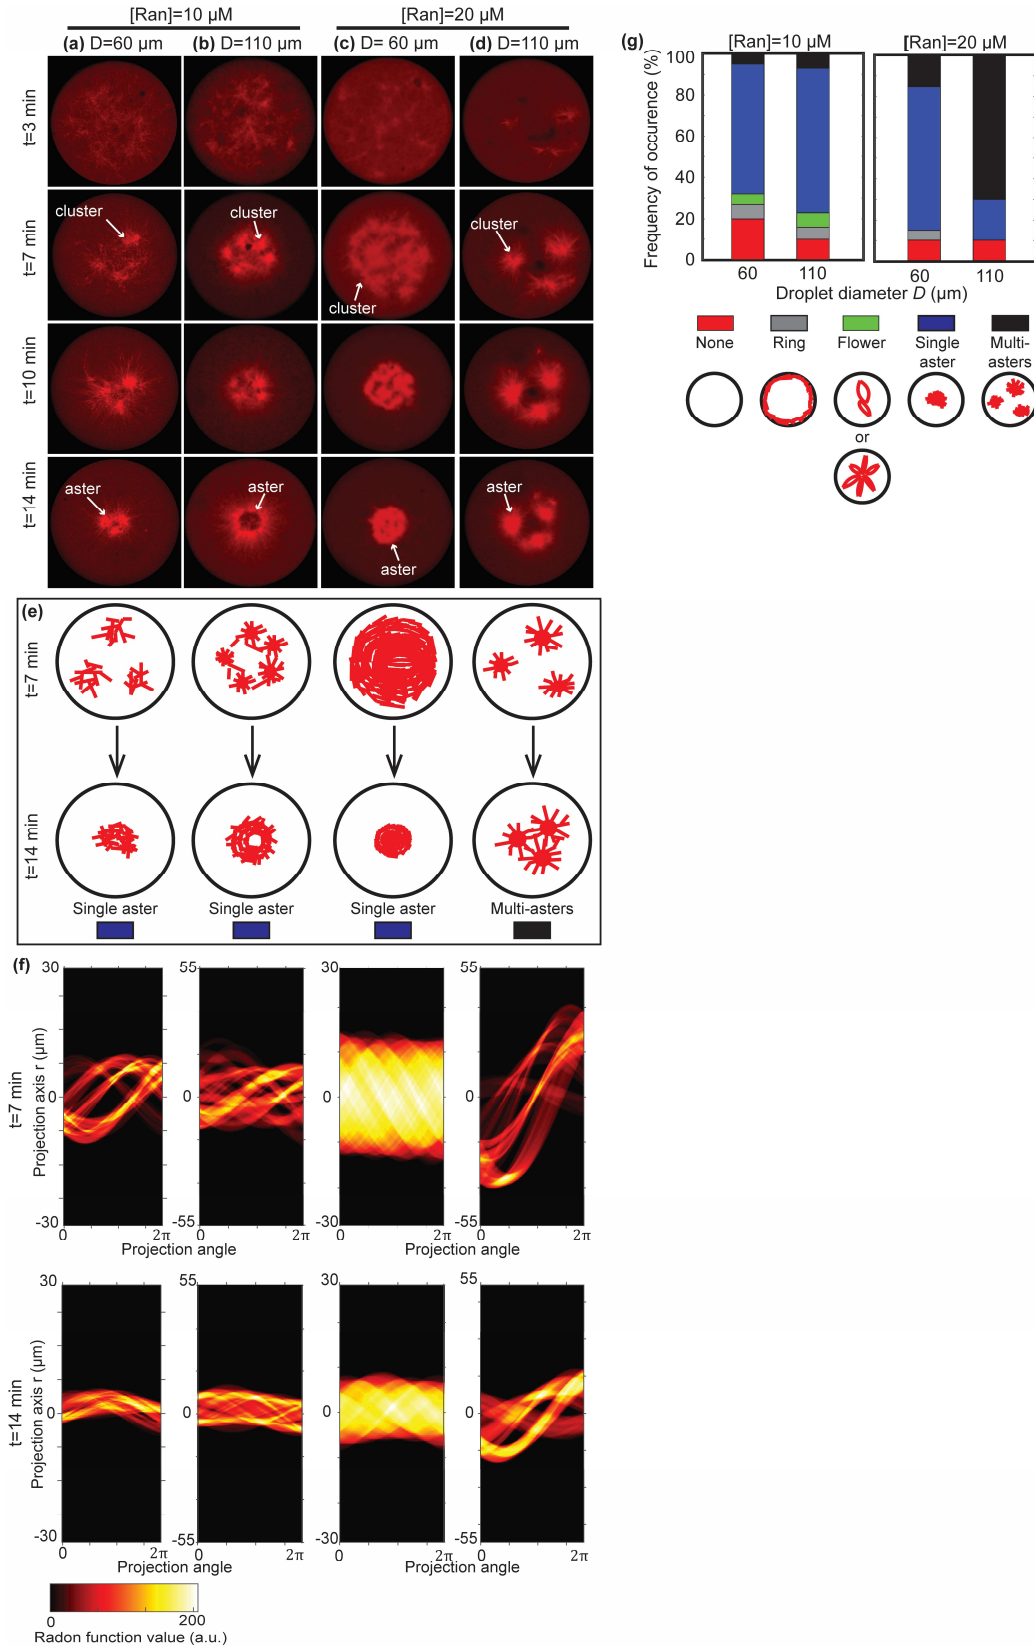 [Ran]=10 µM
[Ran]=20 µM
(a) D=60 µm
(b) D=110 µm
(c) D= 60 µm
(d) D=110 µm
t=3 min
t=7 min
cluster
cluster
cluster
cluster
t=10 min
t=14 min
aster
aster
aster
aster
(e)
t=7 min
t=14 min
Single aster
Single aster
Single aster
Multi-asters
(f)
t=7 min
Projection axis r (µm)
30
0
-30
0
2π
55
0
-55
0
2π
30
0
-30
0
2π
55
0
-55
0
2π
Projection angle
Projection angle
t=14 min
Projection axis r (µm)
30
0
-30
0
2π
55
0
-55
0
2π
30
0
-30
0
2π
55
0
-55
0
2π
Projection angle
Projection angle
0
200
Radon function value (a.u.)
(g)
[Ran]=10 µM
[Ran]=20 µM
Frequency of occurence (%)
100
80
60
40
20
0
60
110
60
110
Droplet diameter D (µm)
None
Ring
Flower
Single
aster
Multi-
asters
or